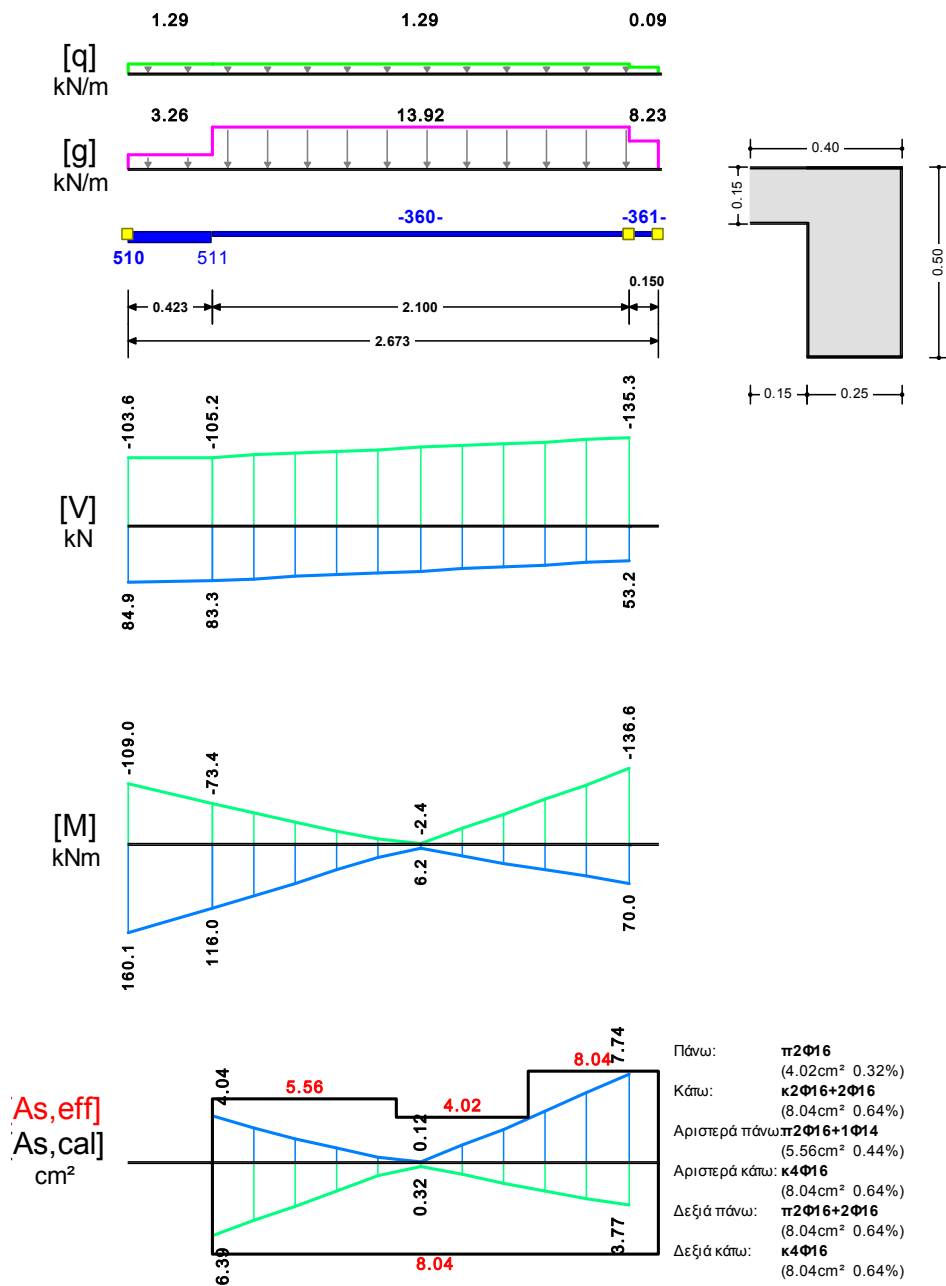 1.29 1.29 0.09
[q]
kN/m
3.26 13.92 8.23
[g]
kN/m
-360- -361-
510 511
0.423 2.100 0.150
2.673
0.40
0.15
0.50
0.15 0.25
-103.6 -105.2 -135.3
[V]
kN
84.9 83.3 53.2
-109.0 -73.4 -2.4 -136.6
[M]
kNm
160.1 116.0 6.2 70.0
4.04 5.56 0.12 4.02 8.04 7.74
As,eff]
As,cal]
cm²
6.39 0.32 8.04 3.77
Πάνω: π2Φ16
(4.02cm² 0.32%)
Κάτω: κ2Φ16+2Φ16
(8.04cm² 0.64%)
Αριστερά πάνω: π2Φ16+1Φ14
(5.56cm² 0.44%)
Αριστερά κάτω: κ4Φ16
(8.04cm² 0.64%)
Δεξιά πάνω: π2Φ16+2Φ16
(8.04cm² 0.64%)
Δεξιά κάτω: κ4Φ16
(8.04cm² 0.64%)